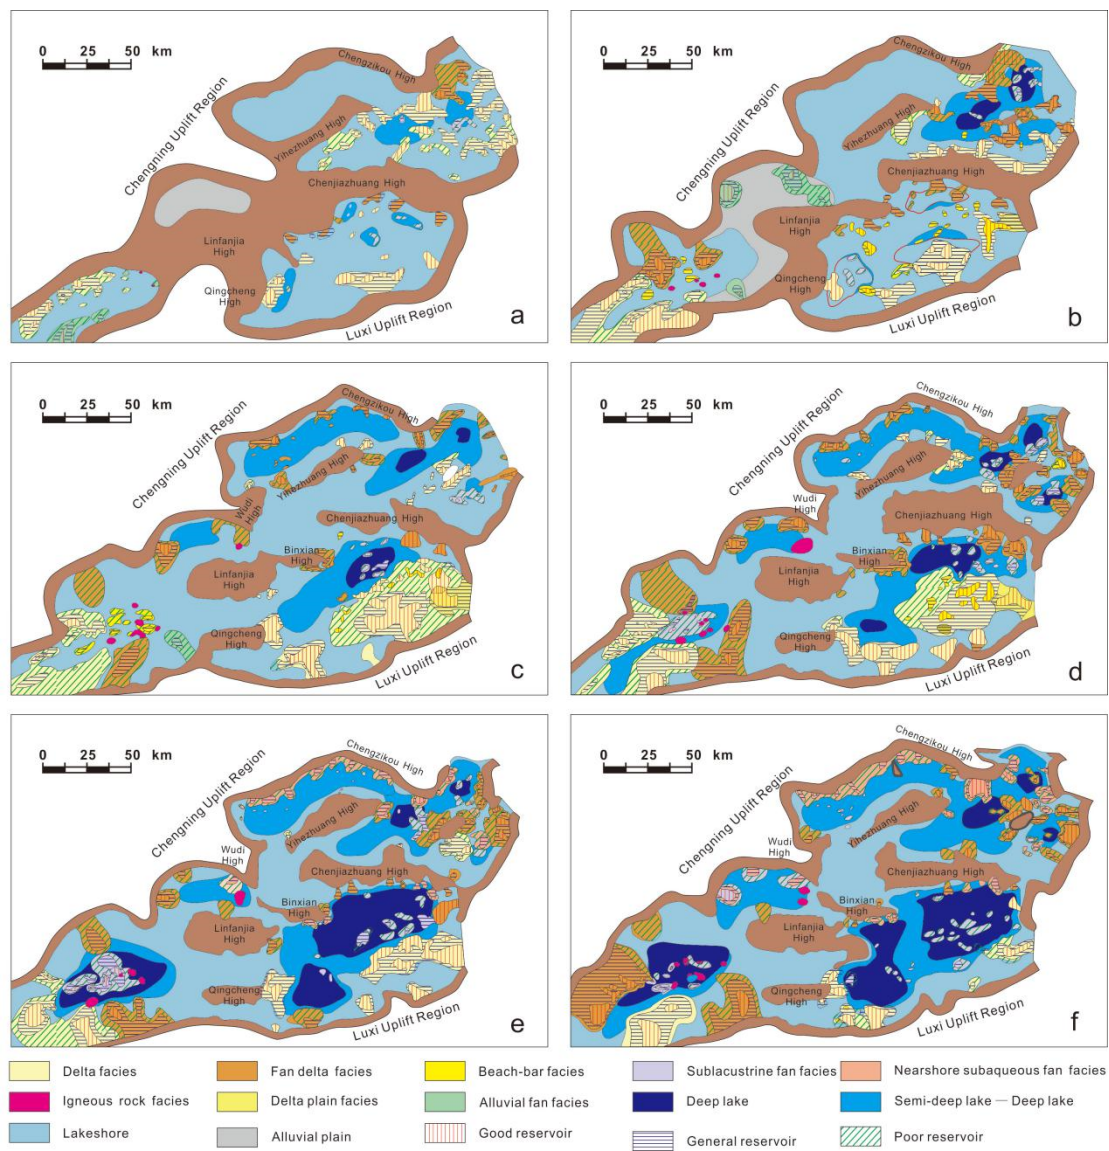 0 25 50 km
Chengzikou High
Chengning Uplift Region
Yihezhuang High
Chenjiazhuang High
Linfanjia
High
Qingcheng
High
Luxi Uplift Region
a
0 25 50 km
Chengzikou High
Chengning Uplift Region
Yihezhuang High
Chenjiazhuang High
Linfanjia
High
Qingcheng
High
Luxi Uplift Region
b
0 25 50 km
Chengzikou High
Chengning Uplift Region
Yihezhuang High
Wudi
High
Chenjiazhuang High
Binxian
High
Linfanjia
High
Qingcheng
High
Luxi Uplift Region
c
0 25 50 km
Chengzikou High
Chengning Uplift Region
Yihezhuang High
Wudi
High
Chenjiazhuang High
Binxian
High
Linfanjia
High
Qingcheng
High
Luxi Uplift Region
d
0 25 50 km
Chengzikou High
Chengning Uplift Region
Yihezhuang High
Wudi
High
Chenjiazhuang High
Binxian
High
Linfanjia
High
Qingcheng
High
Luxi Uplift Region
e
0 25 50 km
Chengzikou High
Chengning Uplift Region
Yihezhuang High
Wudi
High
Chenjiazhuang High
Binxian
High
Linfanjia
High
Qingcheng
High
Luxi Uplift Region
f
Delta facies
Fan delta facies
Beach-bar facies
Sublacustrine fan facies
Nearshore subaqueous fan facies
Igneous rock facies
Delta plain facies
Alluvial fan facies
Deep lake
Semi-deep lake — Deep lake
Lakeshore
Alluvial plain
Good reservoir
General reservoir
Poor reservoir